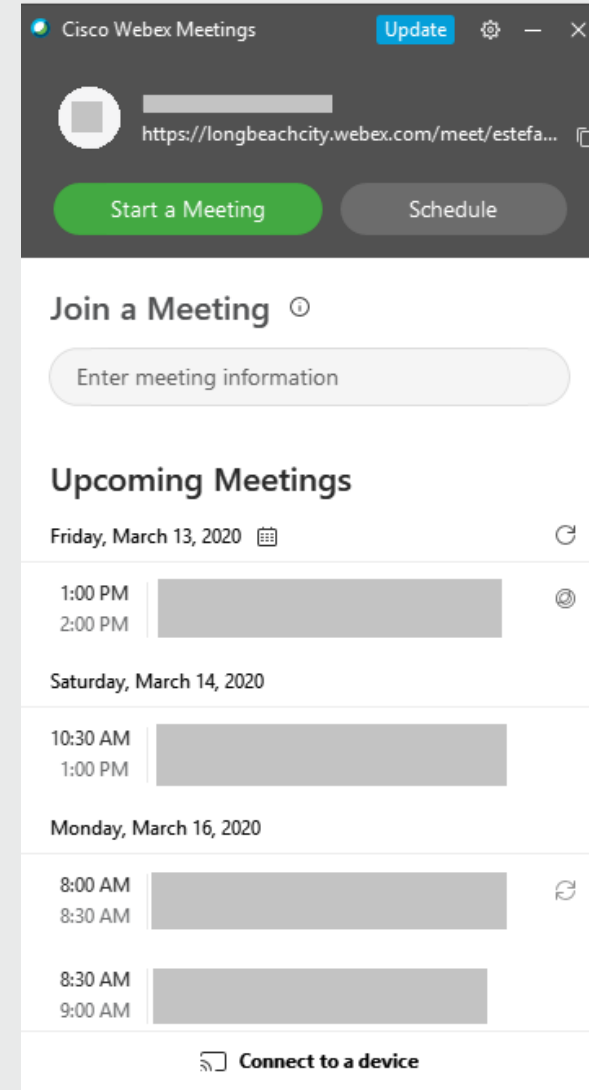 Cisco Webex Meetings Update
https://longbeachcity.webex.com/meet/estefa...
Start a Meeting Schedule
Join a Meeting
Enter meeting information
Upcoming Meetings
Friday, March 13, 2020
1:00 PM
2:00 PM
Saturday, March 14, 2020
10:30 AM
1:00 PM
Monday, March 16, 2020
8:00 AM
8:30 AM
8:30 AM
9:00 AM
Connect to a device